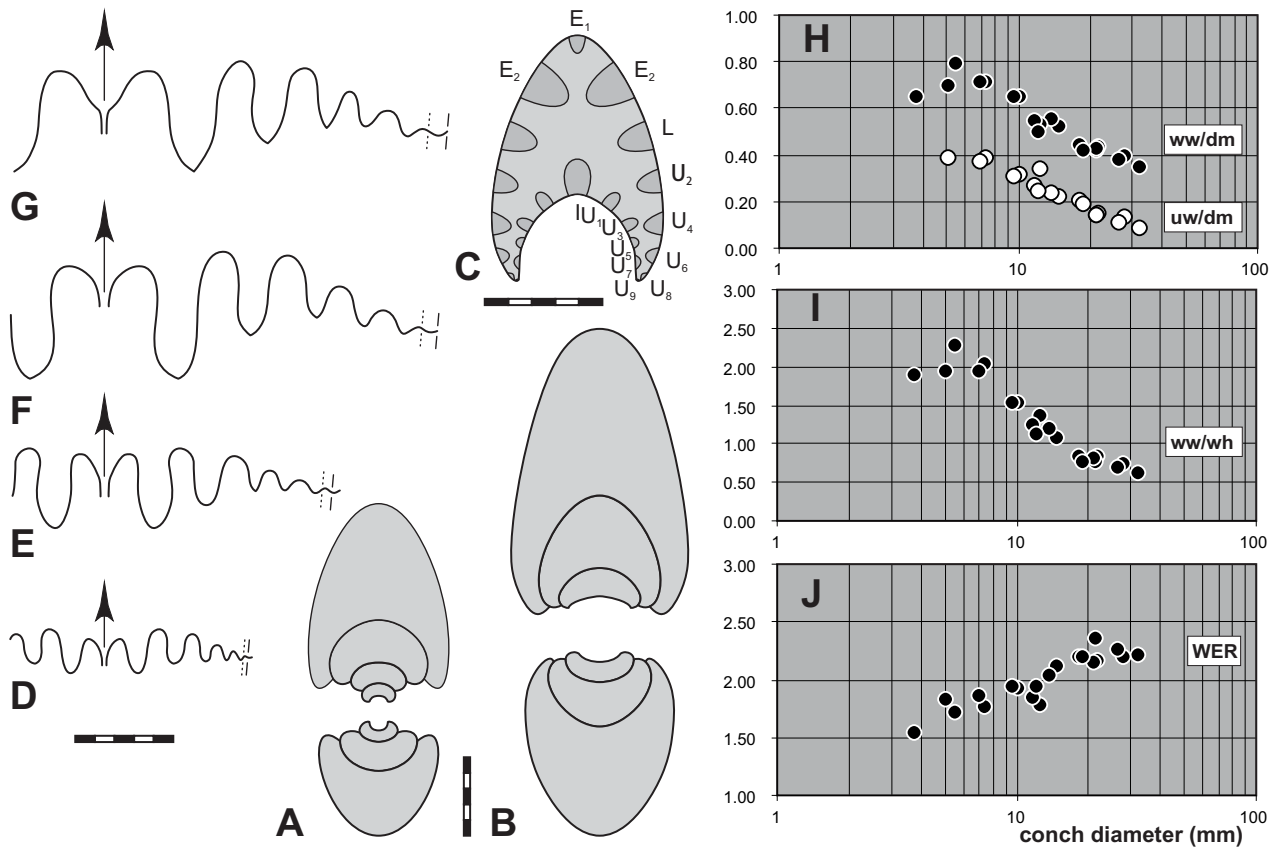 G
F
E
D
A
B
C
E1
E2 E2
L
U2
I U1 U3 U4
U5
U7 U6
U9 U8
H
1.00
0.80
0.60
0.40
0.20
0.00
ww/dm
uw/dm
1 10 100
I
3.00
2.50
2.00
1.50
1.00
0.50
0.00
ww/wh
1 10 100
J
3.00
2.50
2.00
1.50
1.00
WER
1 10 100
conch diameter (mm)